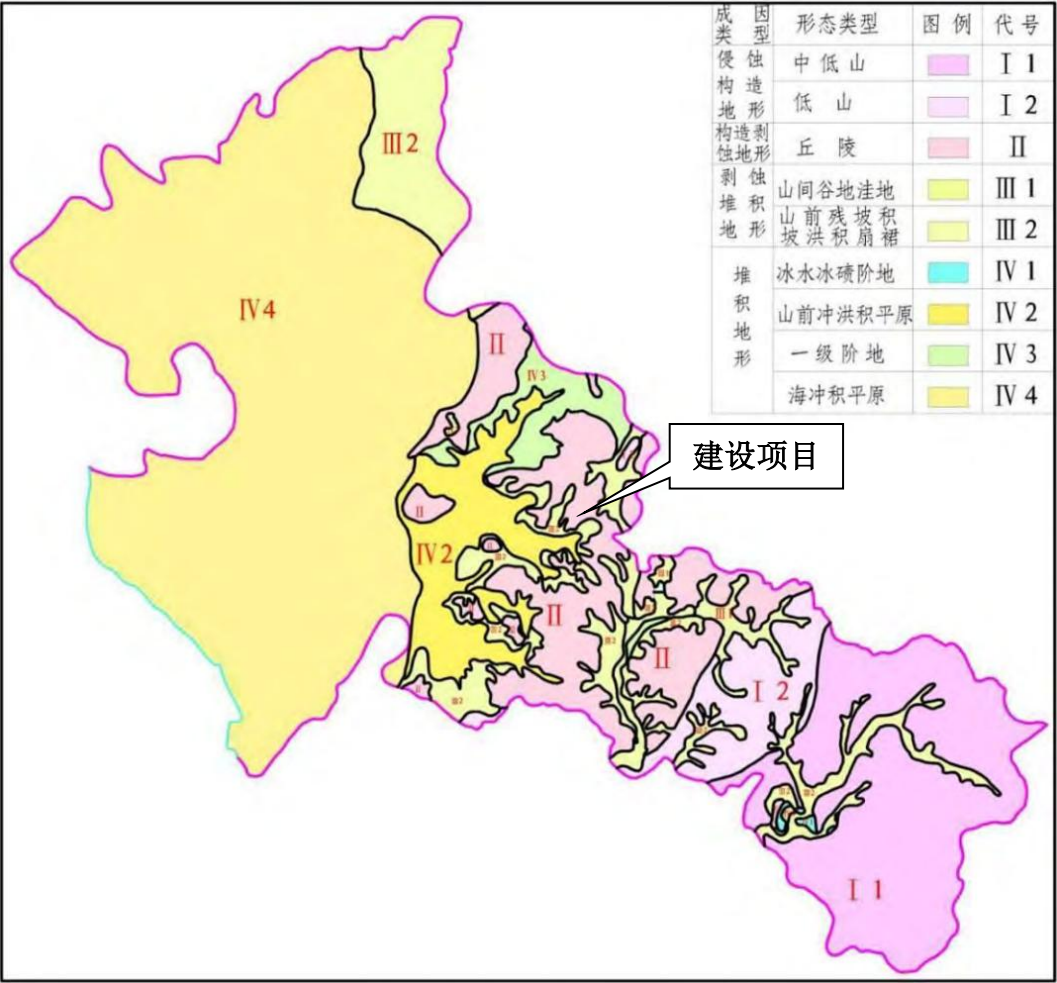 成因类型 形态类型 图例 代号
侵蚀构造地形 中低山 Ⅰ1
低山 Ⅰ2
构造剥蚀地形 丘陵 Ⅱ
剥蚀堆积地形 山间谷地洼地 Ⅲ1
山前残坡积坡洪积扇裙 Ⅲ2
堆积地形 冰水冰碛阶地 Ⅳ1
山前冲洪积平原 Ⅳ2
一级阶地 Ⅳ3
海冲积平原 Ⅳ4
Ⅲ2
Ⅳ4
Ⅱ
Ⅳ3
建设项目
Ⅱ
Ⅳ2
Ⅱ
Ⅱ
Ⅰ2
Ⅰ1